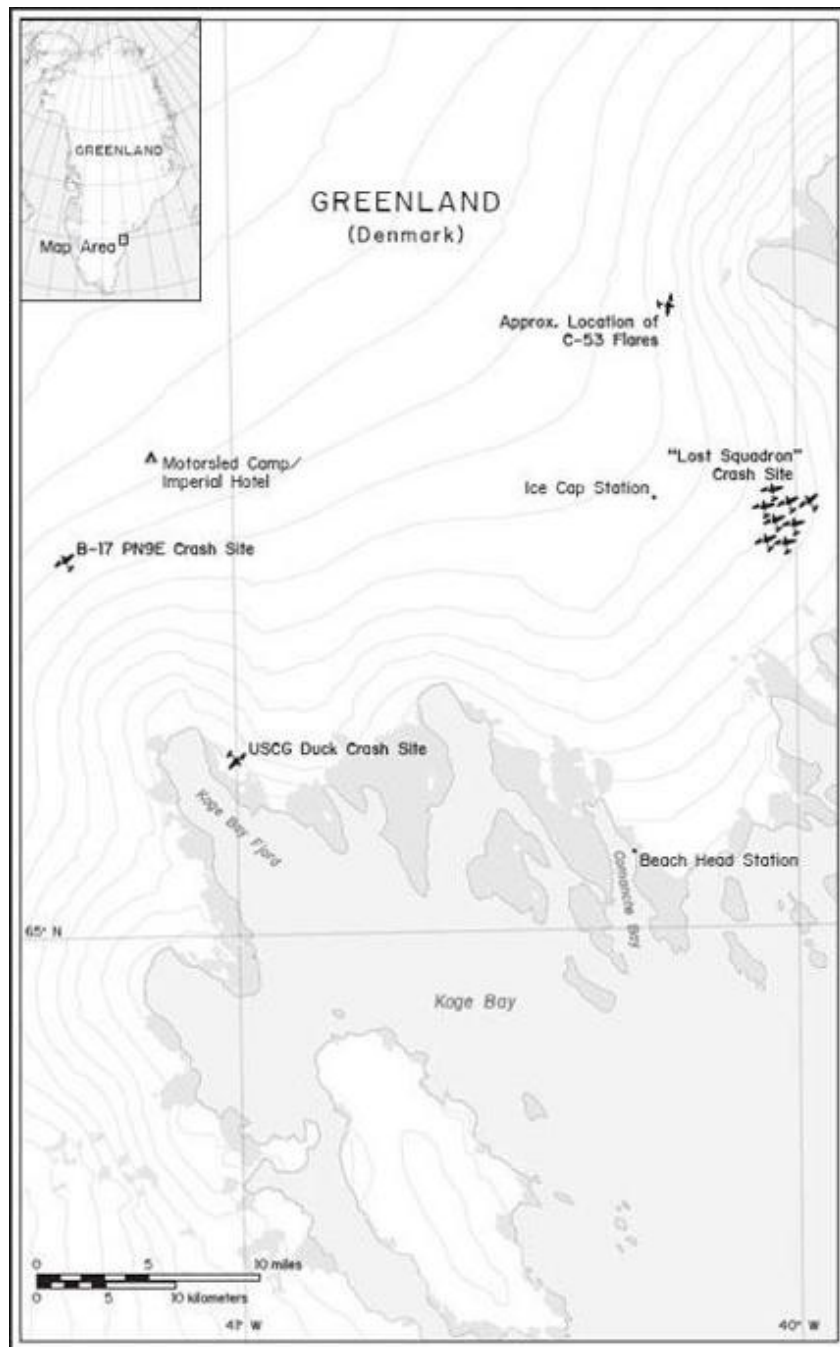 GREENLAND
Map Area
GREENLAND
(Denmark)
Approx. Location of
C-53 Flares
Motorsled Camp/
Imperial Hotel
"Lost Squadron"
Crash Site
Ice Cap Station
B-17 PN9E Crash Site
USCG Duck Crash Site
Koge Bay Fjord
Beach Head Station
Comanche Bay
65° N
Koge Bay
0 5 10 miles
0 5 10 kilometers
41° W
40° W